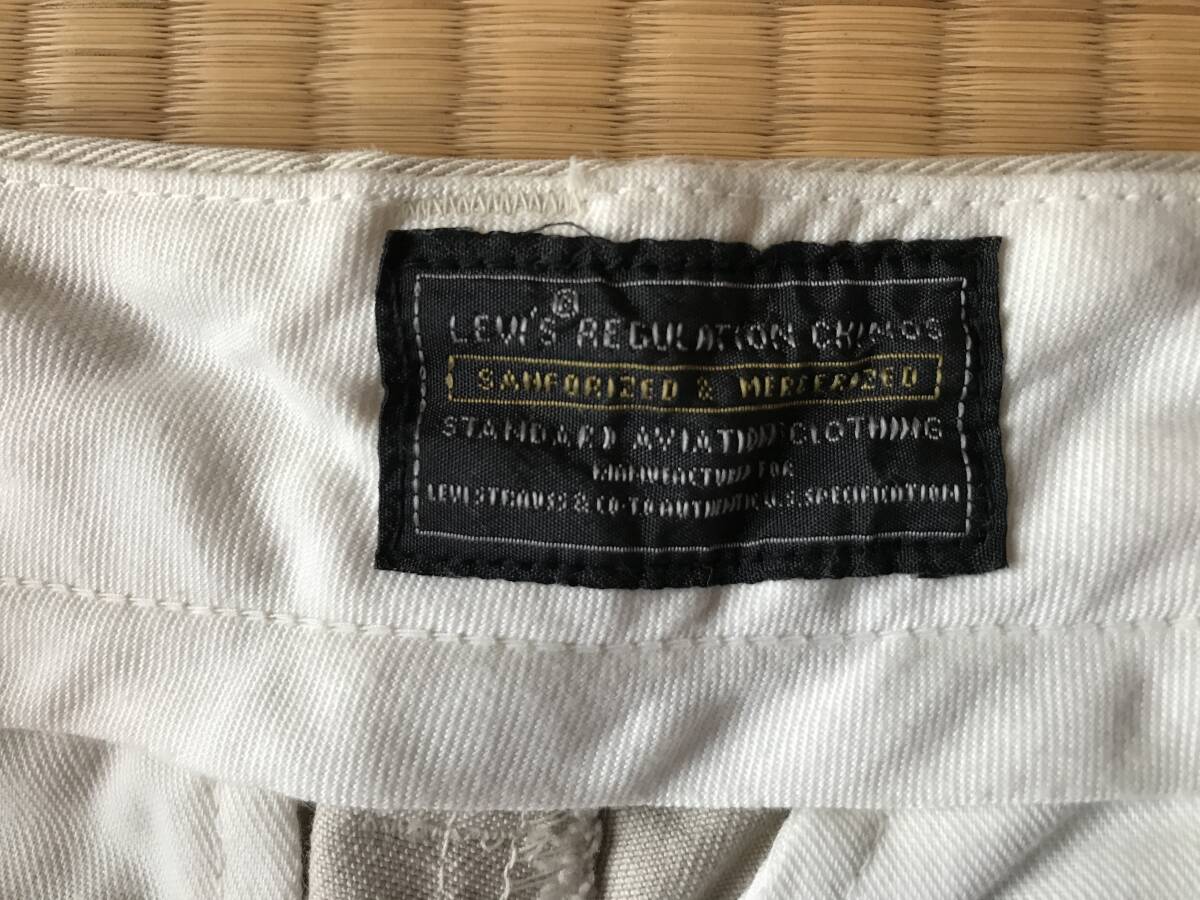 LEVI'S® REGULATION CHINOS
SANFORIZED & MERCERIZED
STANDARD AVIATION CLOTHING
MANUFACTURED FOR
LEVI STRAUSS & CO. TO AUTHENTIC U.S. SPECIFICATION